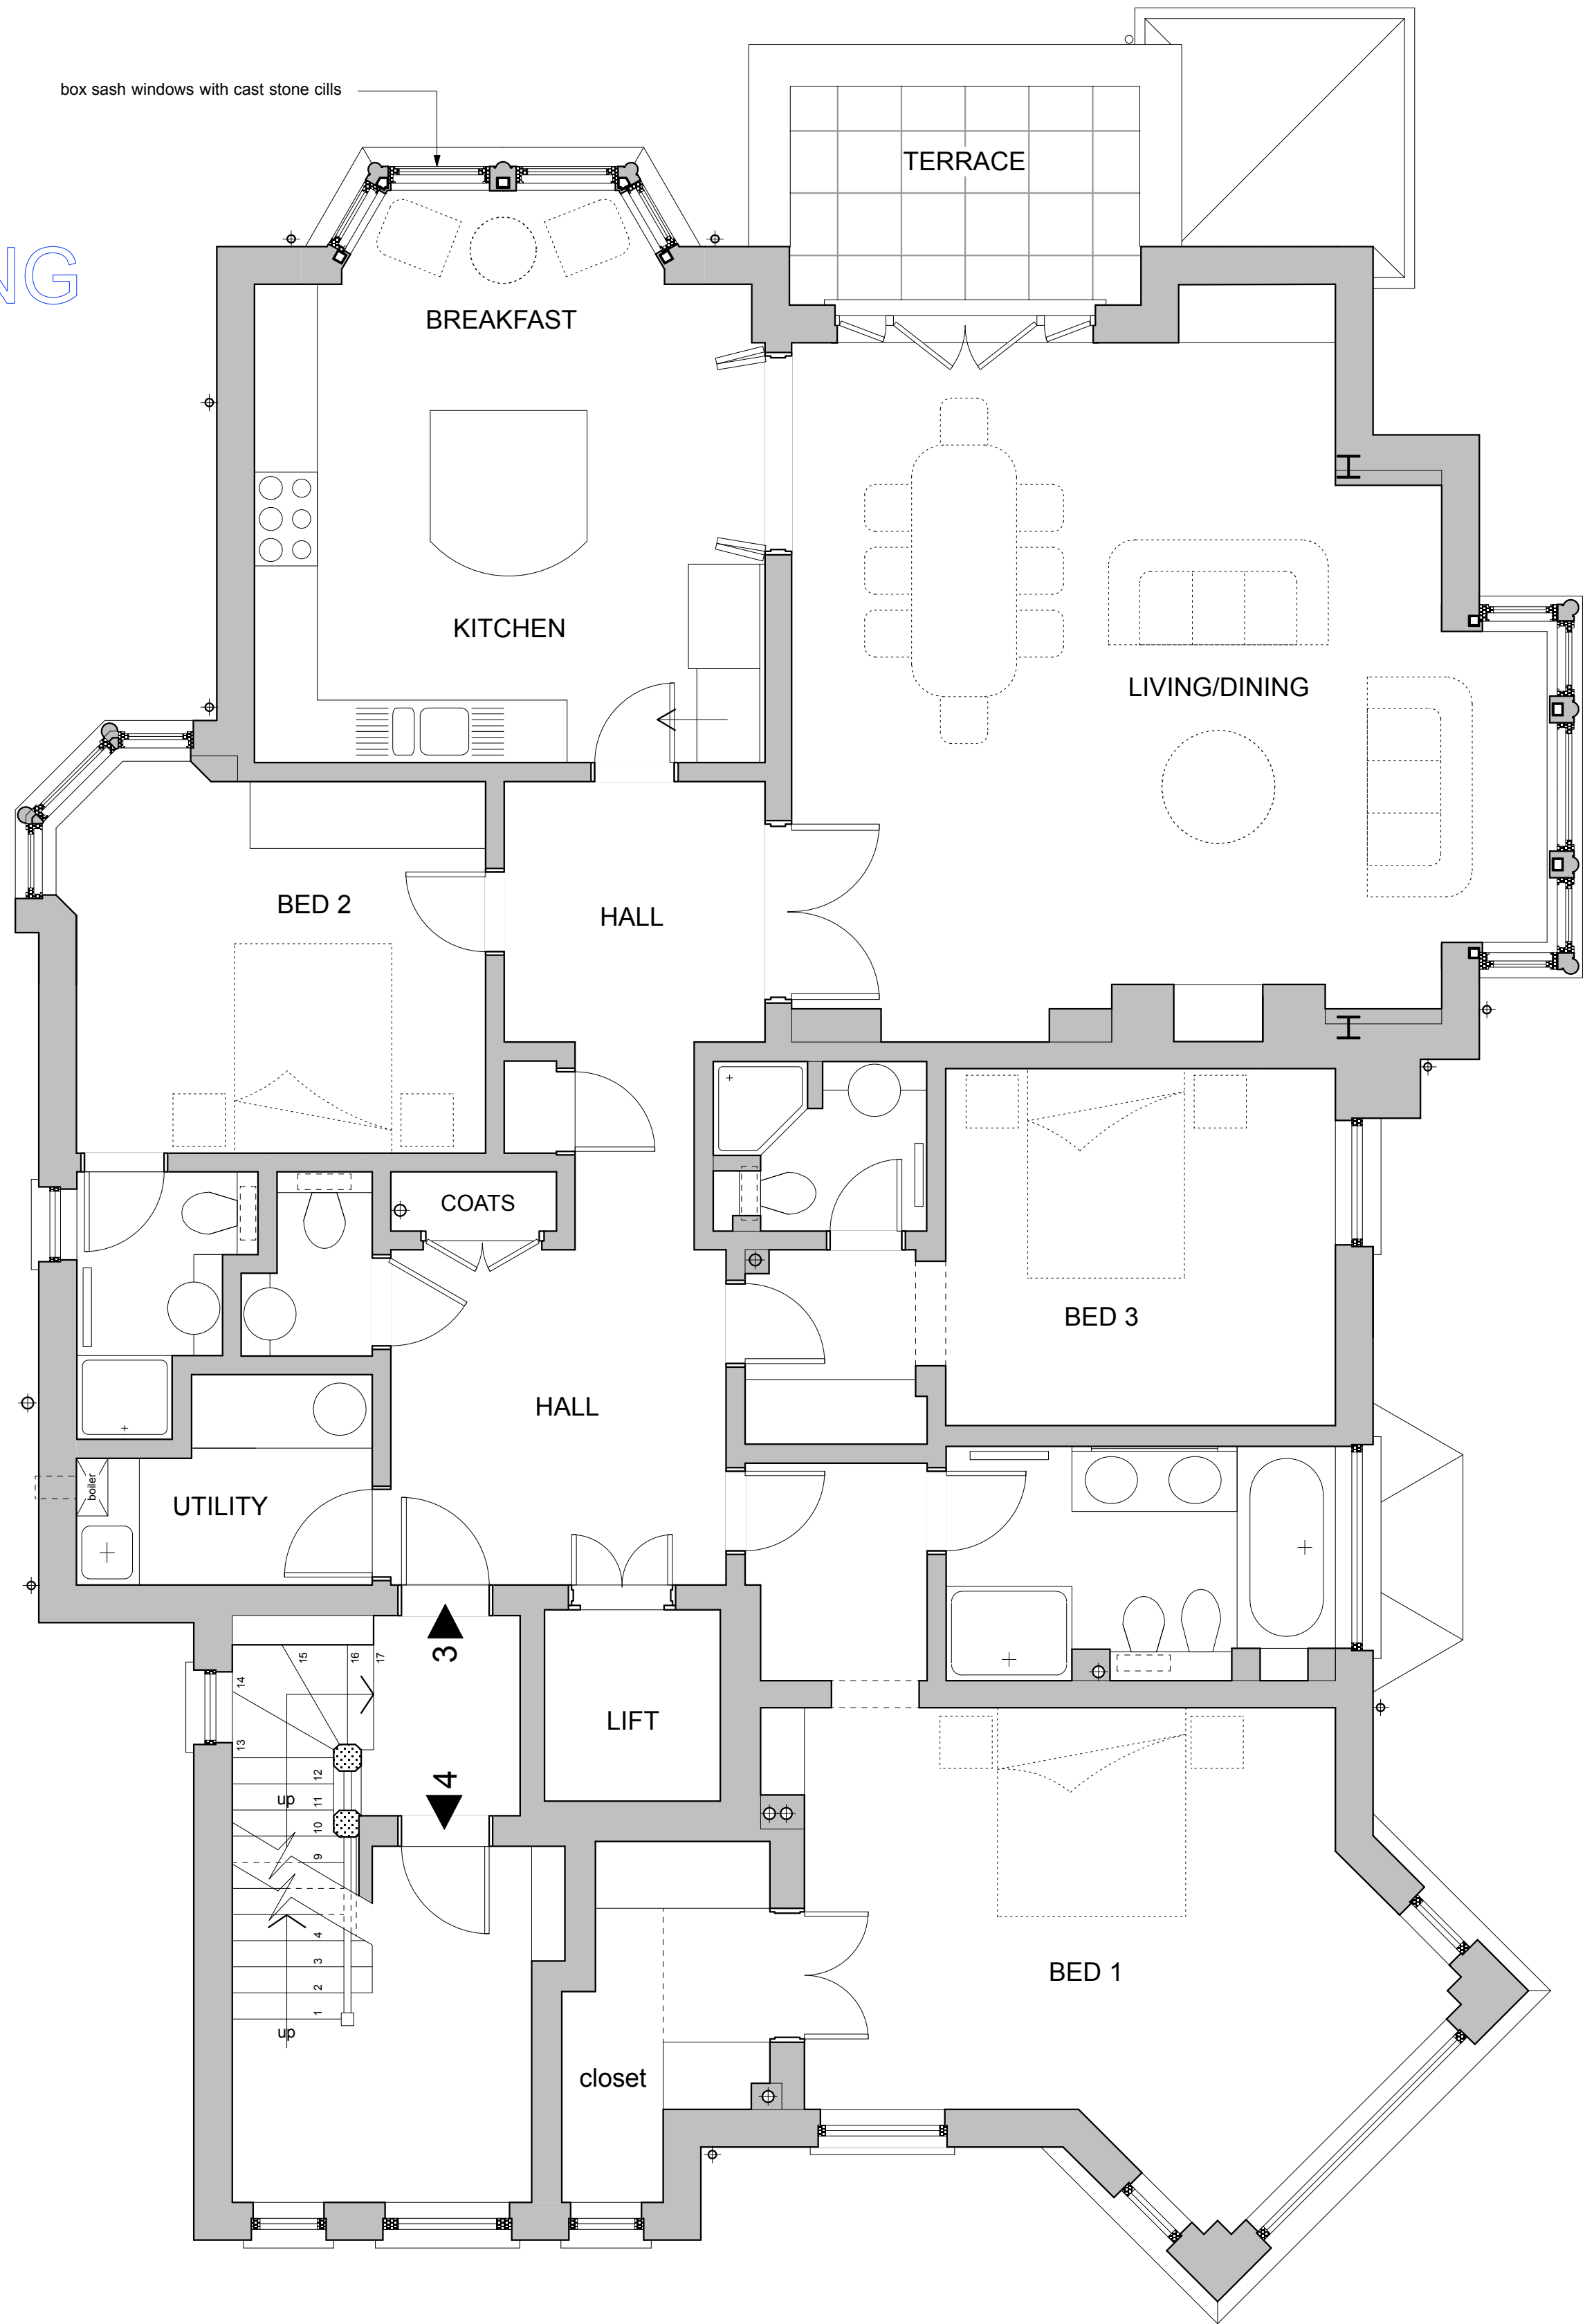 box sash windows with cast stone cills
TERRACE
NG
BREAKFAST
KITCHEN
LIVING/DINING
BED 2
HALL
COATS
BED 3
HALL
boiler
UTILITY
3
15
16
17
14
LIFT
13
4
12
up
11
10
9
BED 1
4
3
2
1
up
closet